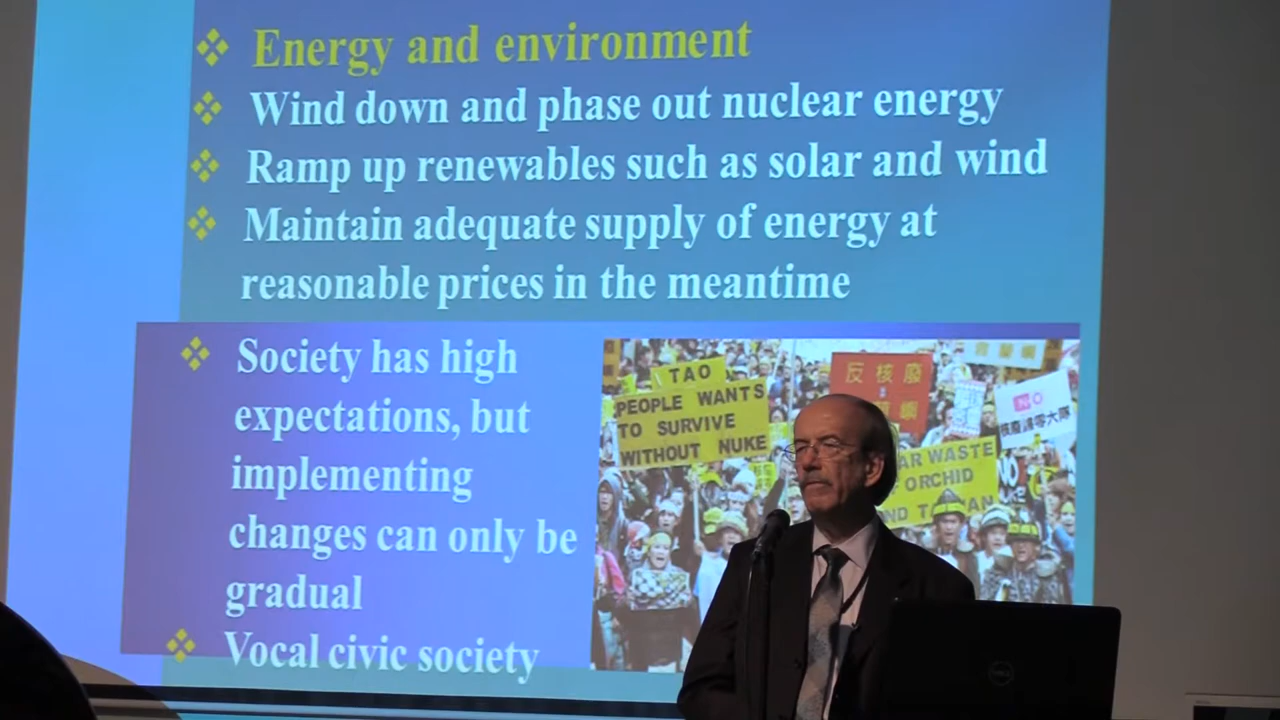 Energy and environment
Wind down and phase out nuclear energy
Ramp up renewables such as solar and wind
Maintain adequate supply of energy at
reasonable prices in the meantime
Society has high
expectations, but
implementing
changes can only be
gradual
Vocal civic society
TAO
PEOPLE WANTS
TO SURVIVE
WITHOUT NUKE
反核廢
NO
WASTE
ORCHID
DELL